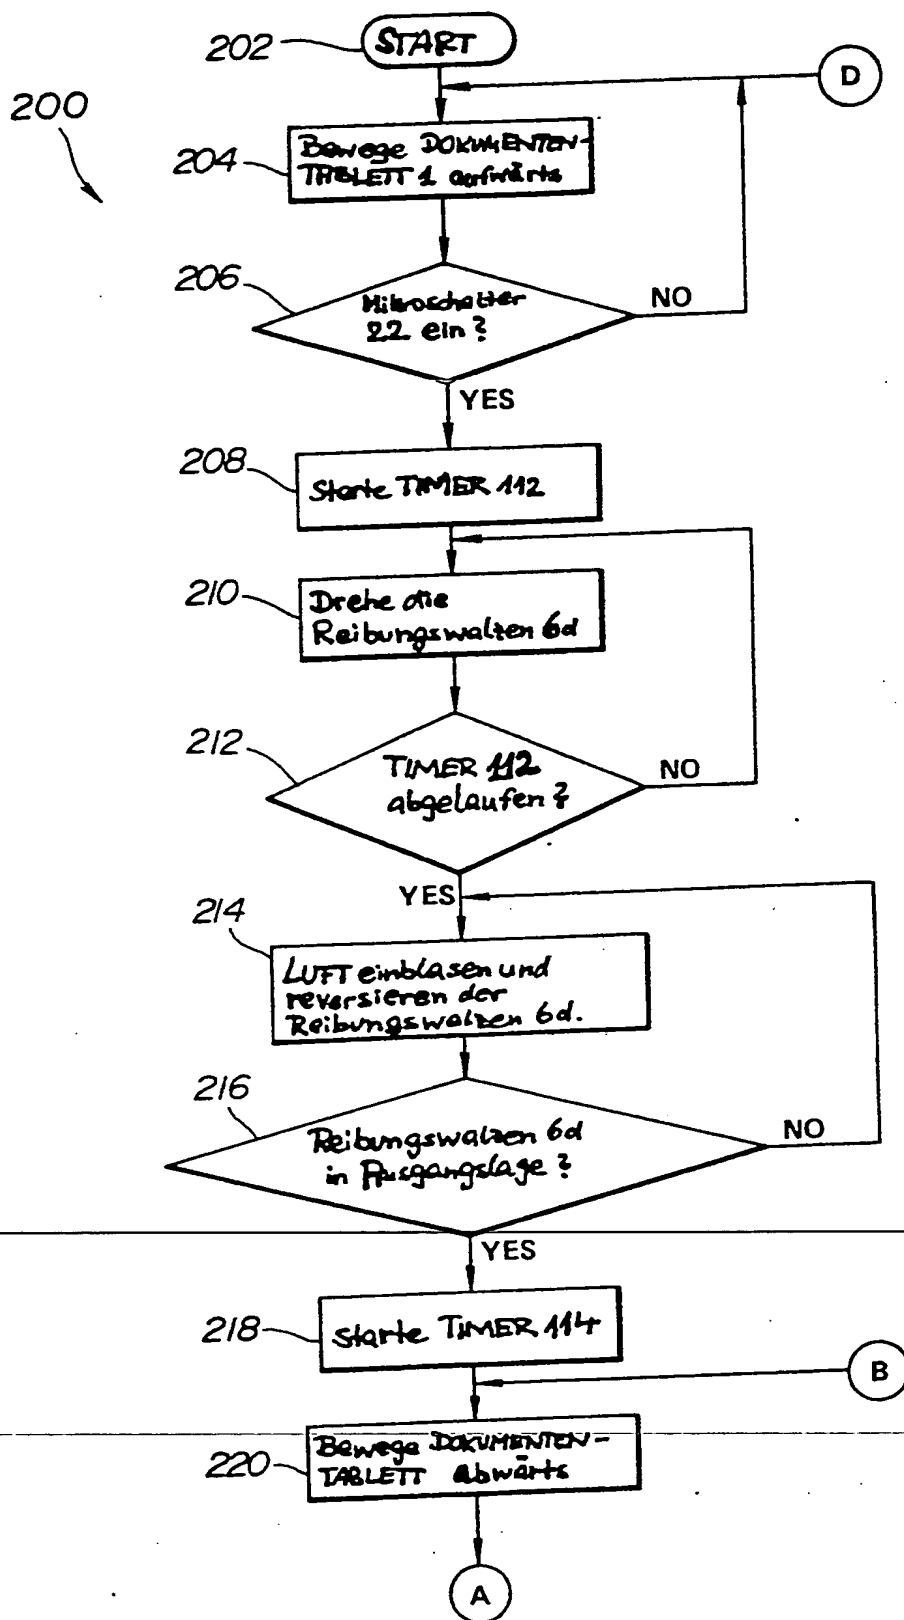 202
START
D
200
204
Bewege DOKUMENTEN-
TABLETT 1 aufwärts
206
Mikroschalter
22 ein?
NO
YES
208
Starte TIMER 112
210
Drehe die
Reibungswalzen 6d
212
TIMER 112
abgelaufen?
NO
YES
214
LUFT einblasen und
reversieren der
Reibungswalzen 6d.
216
Reibungswalzen 6d
in Ausgangslage?
NO
YES
218
starte TIMER 114
B
220
Bewege DOKUMENTEN-
TABLETT abwärts
A